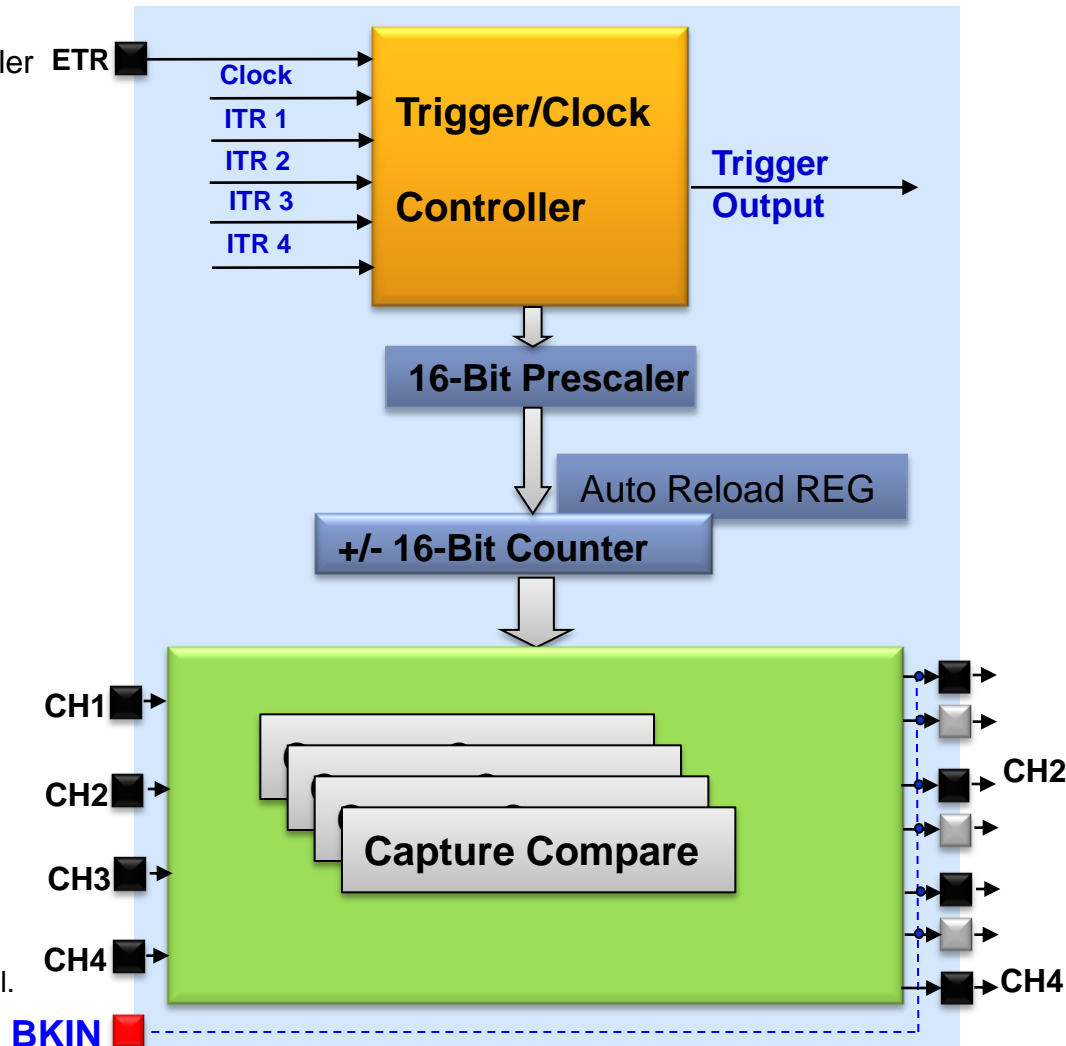 ler ETR
Clock
ITR 1
ITR 2
ITR 3
ITR 4
Trigger/Clock
Controller
Trigger
Output
16-Bit Prescaler
Auto Reload REG
+/- 16-Bit Counter
CH1
CH2
CH3
CH4
l.
BKIN
Capture Compare
CH2
CH4